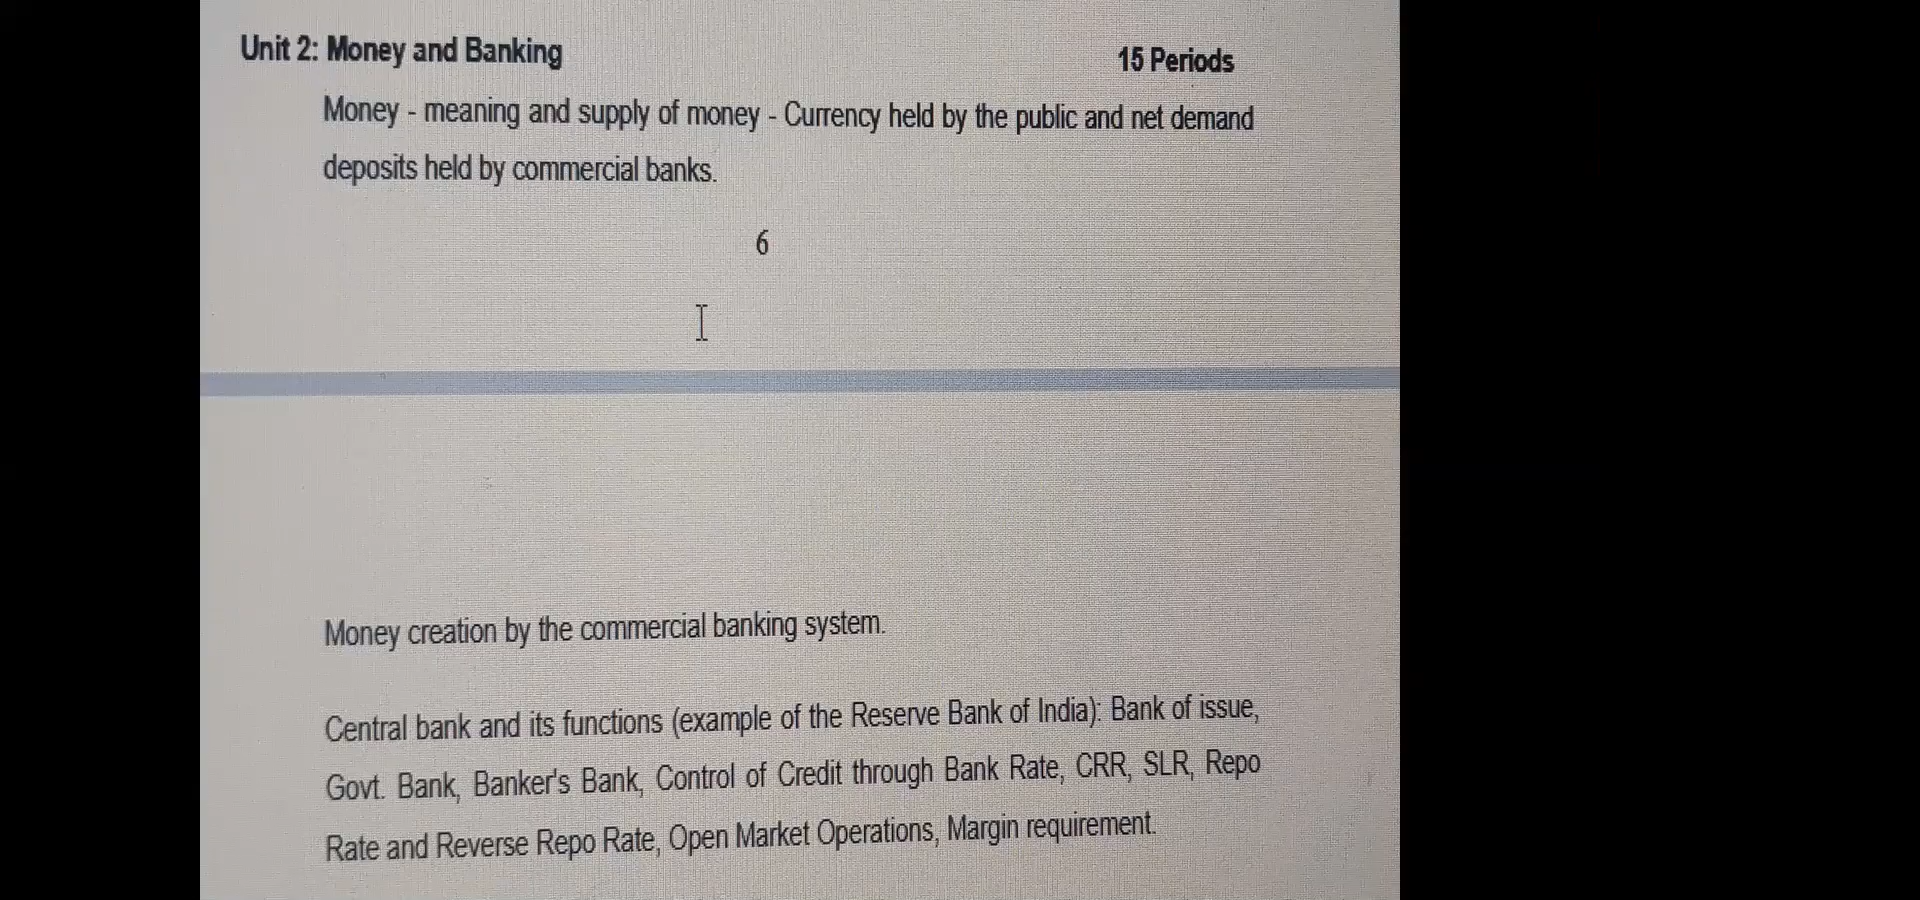 Unit 2: Money and Banking
15 Periods
Money - meaning and supply of money - Currency held by the public and net demand
deposits held by commercial banks.
6
Money creation by the commercial banking system.
Central bank and its functions (example of the Reserve Bank of India): Bank of issue,
Govt. Bank, Banker's Bank, Control of Credit through Bank Rate, CRR, SLR, Repo
Rate and Reverse Repo Rate, Open Market Operations, Margin requirement.